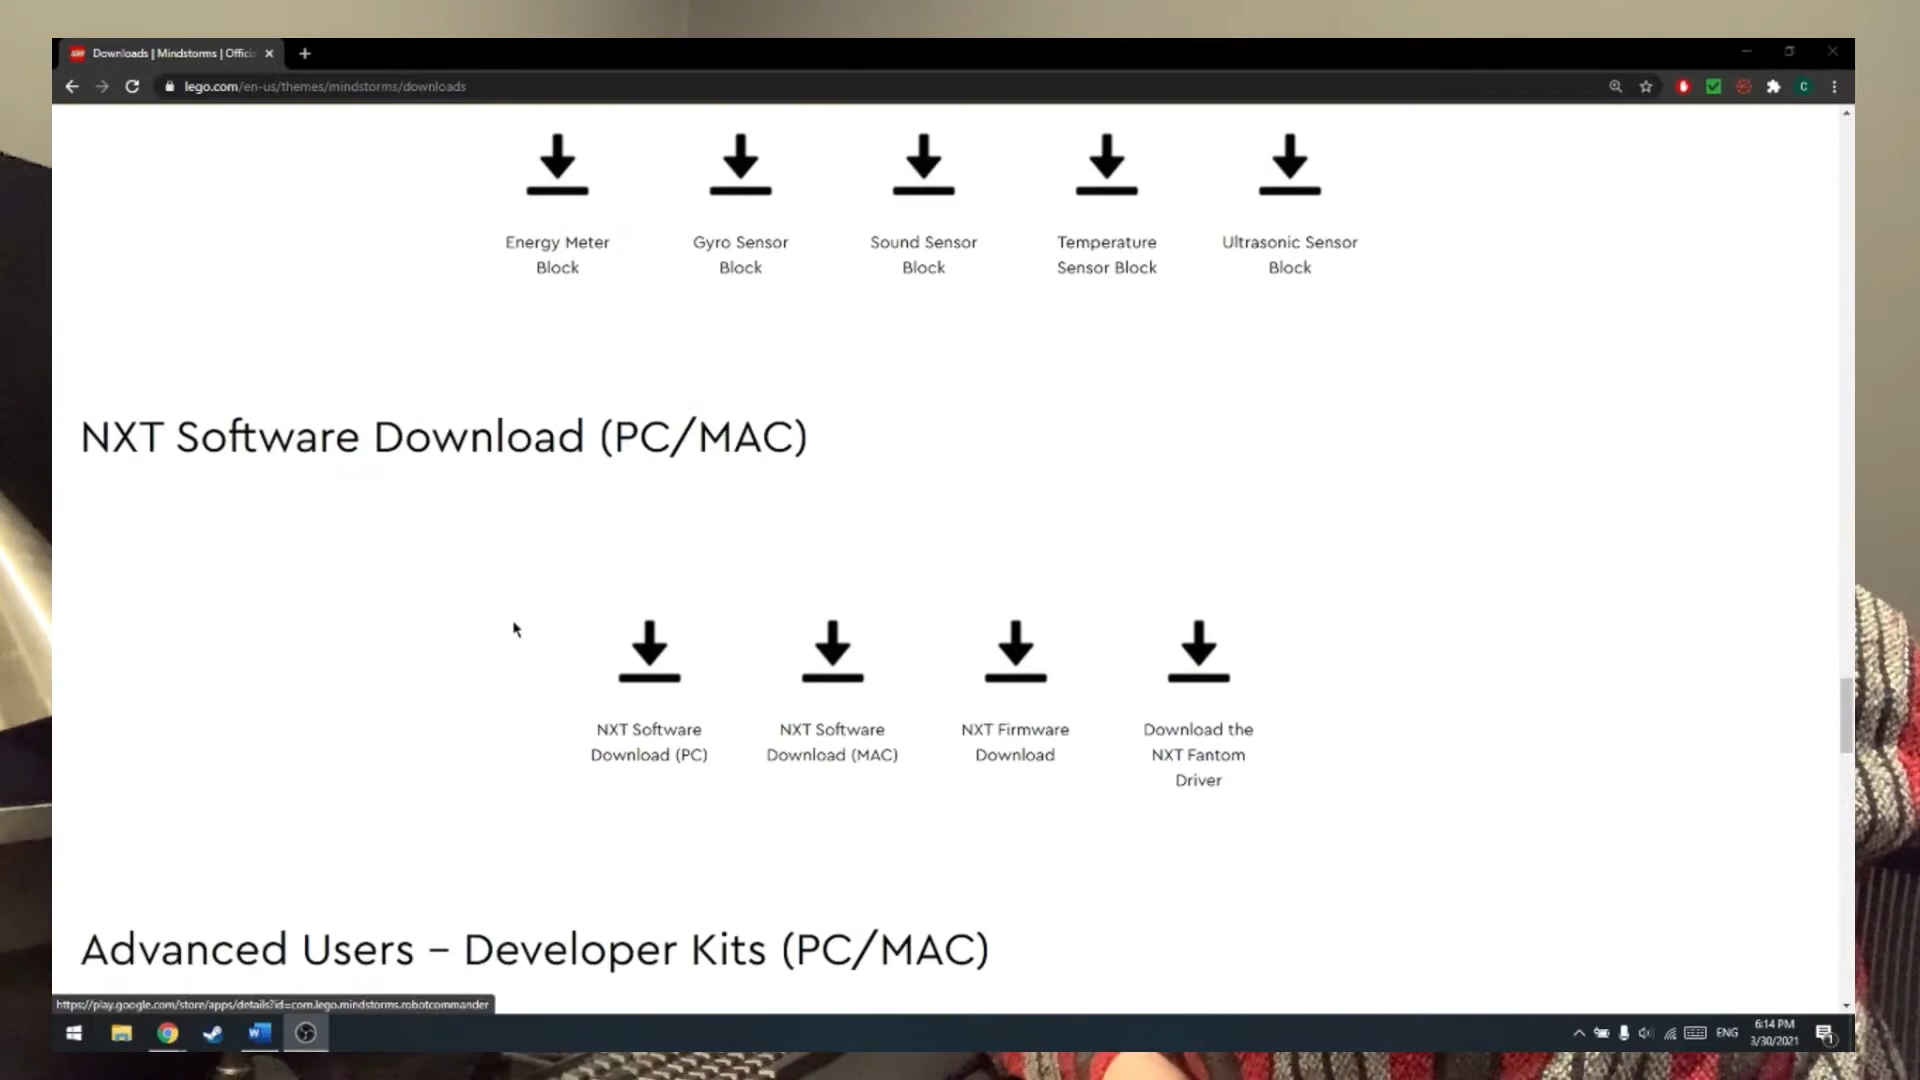 Downloads | Mindstorms | Offici
lego.com/en-us/themes/mindstorms/downloads
C
Energy Meter
Block
Gyro Sensor
Block
Sound Sensor
Block
Temperature
Sensor Block
Ultrasonic Sensor
Block
NXT Software Download (PC/MAC)
NXT Software
Download (PC)
NXT Software
Download (MAC)
NXT Firmware
Download
Download the
NXT Fantom
Driver
Advanced Users – Developer Kits (PC/MAC)
https://play.google.com/store/apps/details?id=com.lego.mindstorms.robotcommander
ENG
6:14 PM
3/30/2021
1